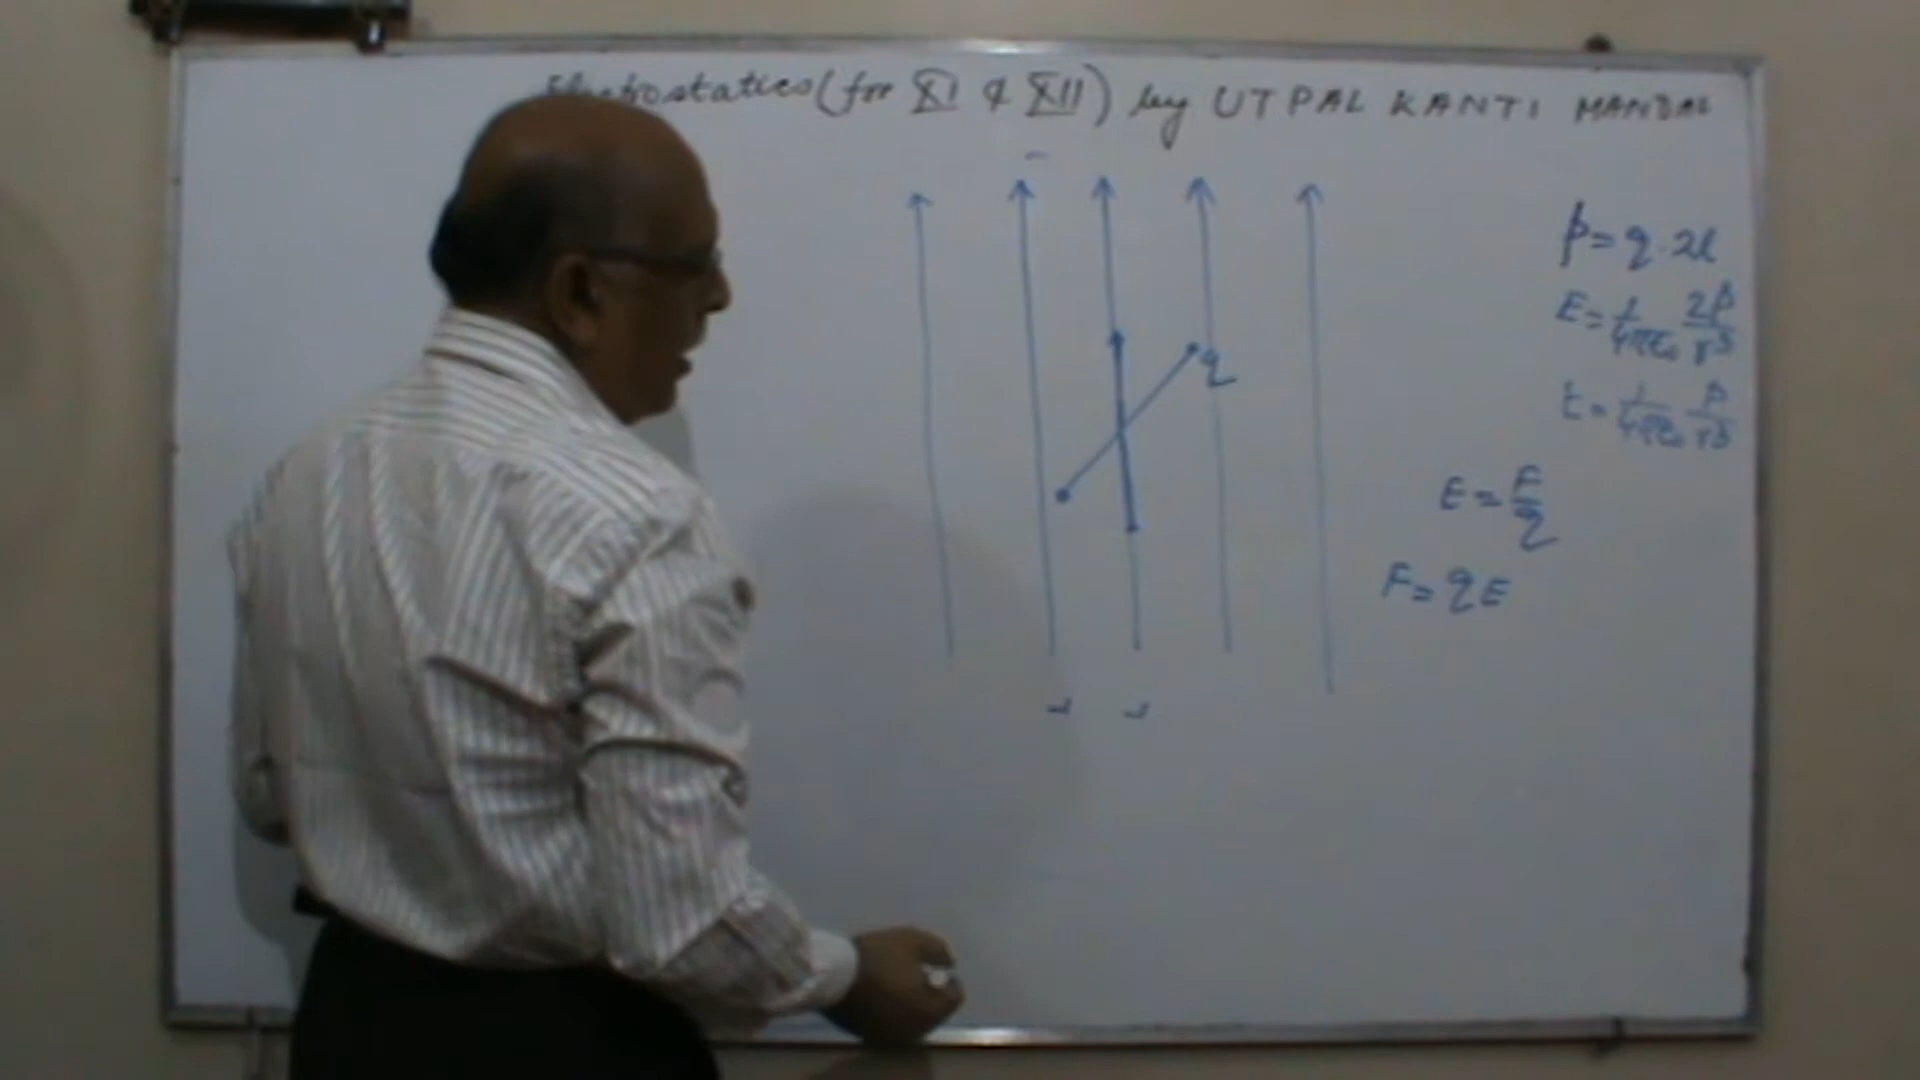 Electrostatics (for XI & XII) by UTPAL KANTI MANDAL
p = q · 2l
E = 1/4πε₀ 2p/r³
E = 1/4πε₀ p/r³
q
E = F/q
F = qE